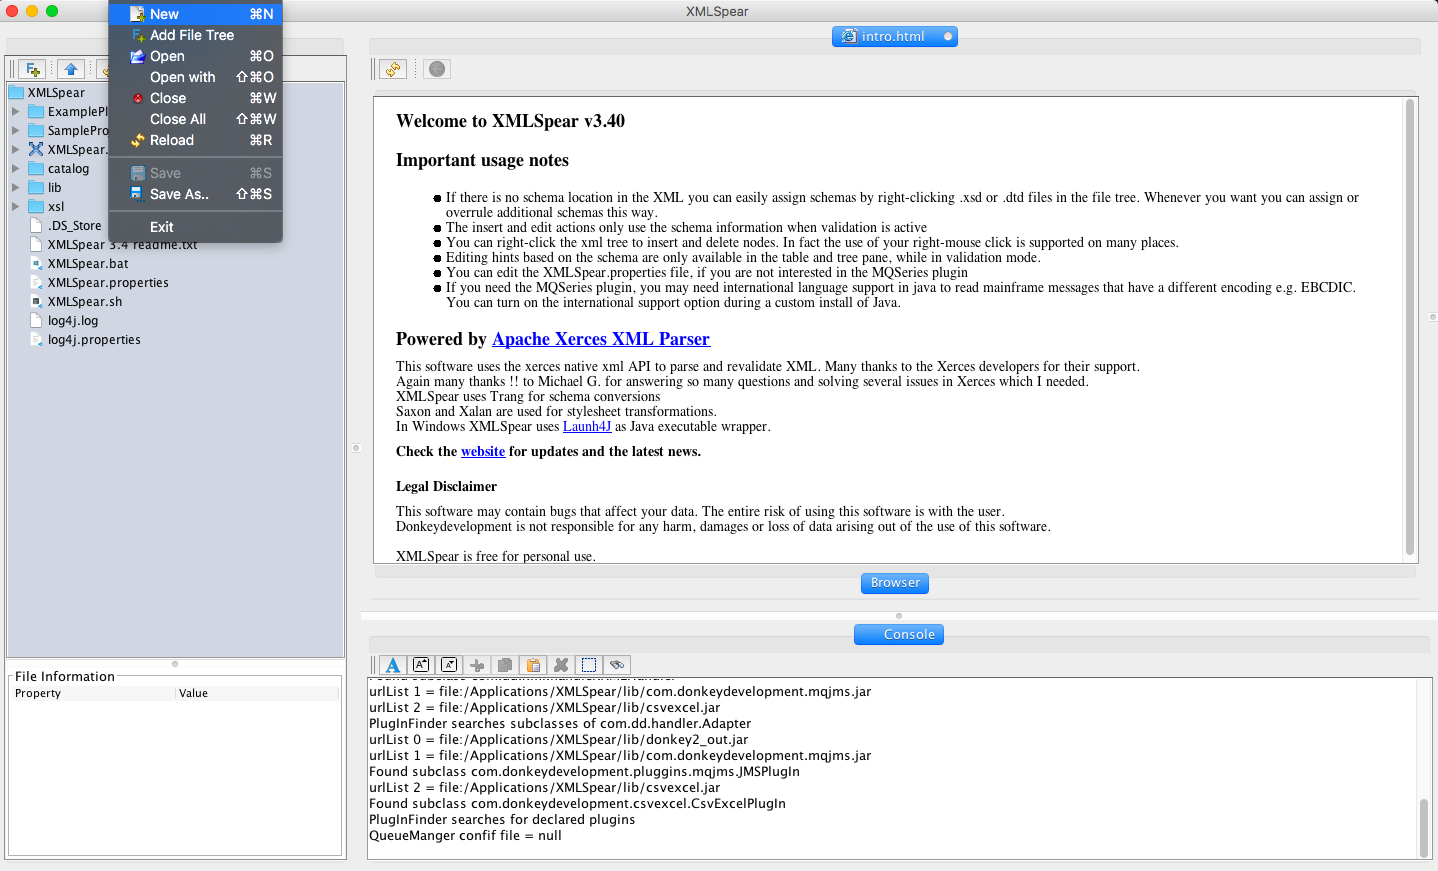 XMLSpear
New ⌘N
Add File Tree
Open ⌘O
Open with ⇧⌘O
Close ⌘W
Close All ⇧⌘W
Reload ⌘R
Save ⌘S
Save As.. ⇧⌘S
Exit
XMLSpear
ExamplePl
SamplePro
XMLSpear.
catalog
lib
xsl
.DS_Store
XMLSpear 3.4 readme.txt
XMLSpear.bat
XMLSpear.properties
XMLSpear.sh
log4j.log
log4j.properties
File Information
Property Value
intro.html
Welcome to XMLSpear v3.40
Important usage notes
If there is no schema location in the XML you can easily assign schemas by right-clicking .xsd or .dtd files in the file tree. Whenever you want you can assign or
overrule additional schemas this way.
The insert and edit actions only use the schema information when validation is active
You can right-click the xml tree to insert and delete nodes. In fact the use of your right-mouse click is supported on many places.
Editing hints based on the schema are only available in the table and tree pane, while in validation mode.
You can edit the XMLSpear.properties file, if you are not interested in the MQSeries plugin
If you need the MQSeries plugin, you may need international language support in java to read mainframe messages that have a different encoding e.g. EBCDIC.
You can turn on the international support option during a custom install of Java.
Powered by Apache Xerces XML Parser
This software uses the xerces native xml API to parse and revalidate XML. Many thanks to the Xerces developers for their support.
Again many thanks !! to Michael G. for answering so many questions and solving several issues in Xerces which I needed.
XMLSpear uses Trang for schema conversions
Saxon and Xalan are used for stylesheet transformations.
In Windows XMLSpear uses Launh4J as Java executable wrapper.
Check the website for updates and the latest news.
Legal Disclaimer
This software may contain bugs that affect your data. The entire risk of using this software is with the user.
Donkeydevelopment is not responsible for any harm, damages or loss of data arising out of the use of this software.
XMLSpear is free for personal use.
Browser
Console
urlList 1 = file:/Applications/XMLSpear/lib/com.donkeydevelopment.mqjms.jar
urlList 2 = file:/Applications/XMLSpear/lib/csvexcel.jar
PlugInFinder searches subclasses of com.dd.handler.Adapter
urlList 0 = file:/Applications/XMLSpear/lib/donkey2_out.jar
urlList 1 = file:/Applications/XMLSpear/lib/com.donkeydevelopment.mqjms.jar
Found subclass com.donkeydevelopment.pluggins.mqjms.JMSPlugIn
urlList 2 = file:/Applications/XMLSpear/lib/csvexcel.jar
Found subclass com.donkeydevelopment.csvexcel.CsvExcelPlugIn
PlugInFinder searches for declared plugins
QueueManger confif file = null